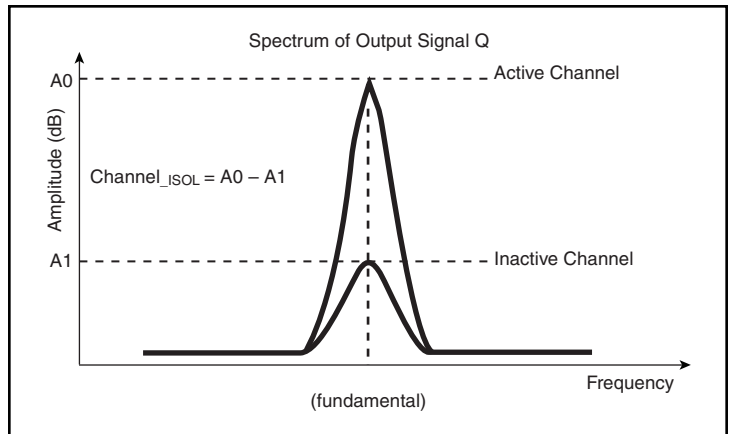 Spectrum of Output Signal Q
A0
Active Channel
Amplitude (dB)
Channel_ISOL = A0 – A1
A1
Inactive Channel
Frequency
(fundamental)